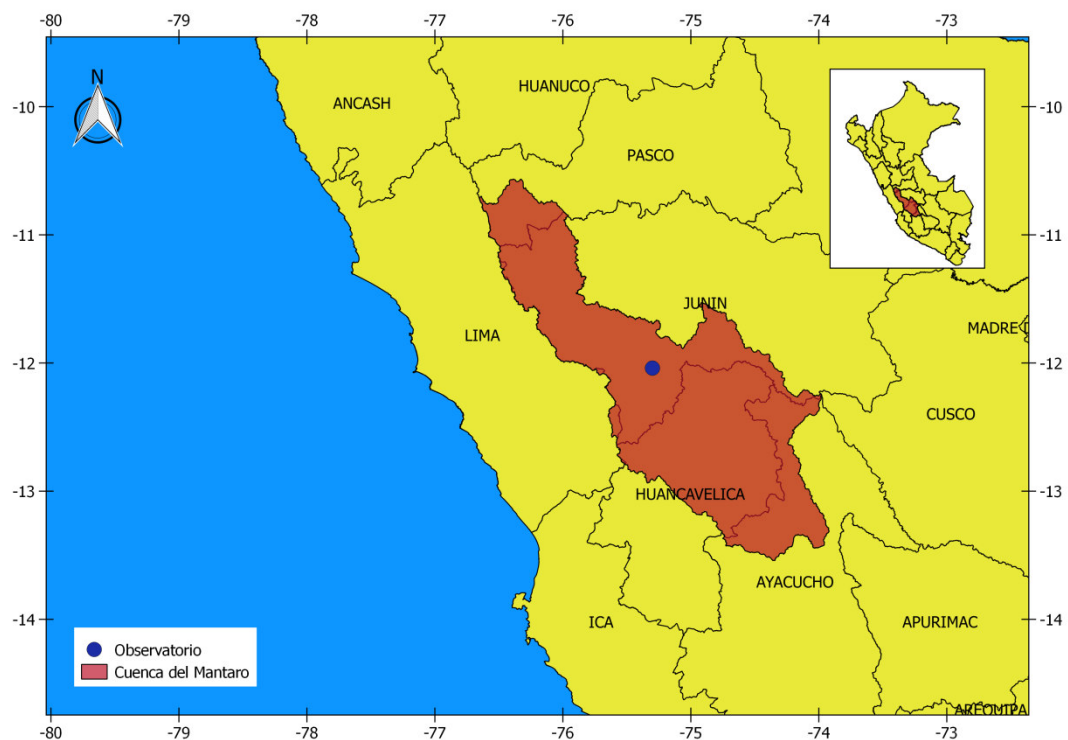 -80 -79 -78 -77 -76 -75 -74 -73
N
HUANUCO
ANCASH
-10 -10
PASCO
-11 -11
JUNIN
LIMA
MADRE D
-12 -12
CUSCO
-13 -13
HUANCAVELICA
AYACUCHO
-14 -14
ICA
APURIMAC
Observatorio
Cuenca del Mantaro
AREQUIPA
-80 -79 -78 -77 -76 -75 -74 -73